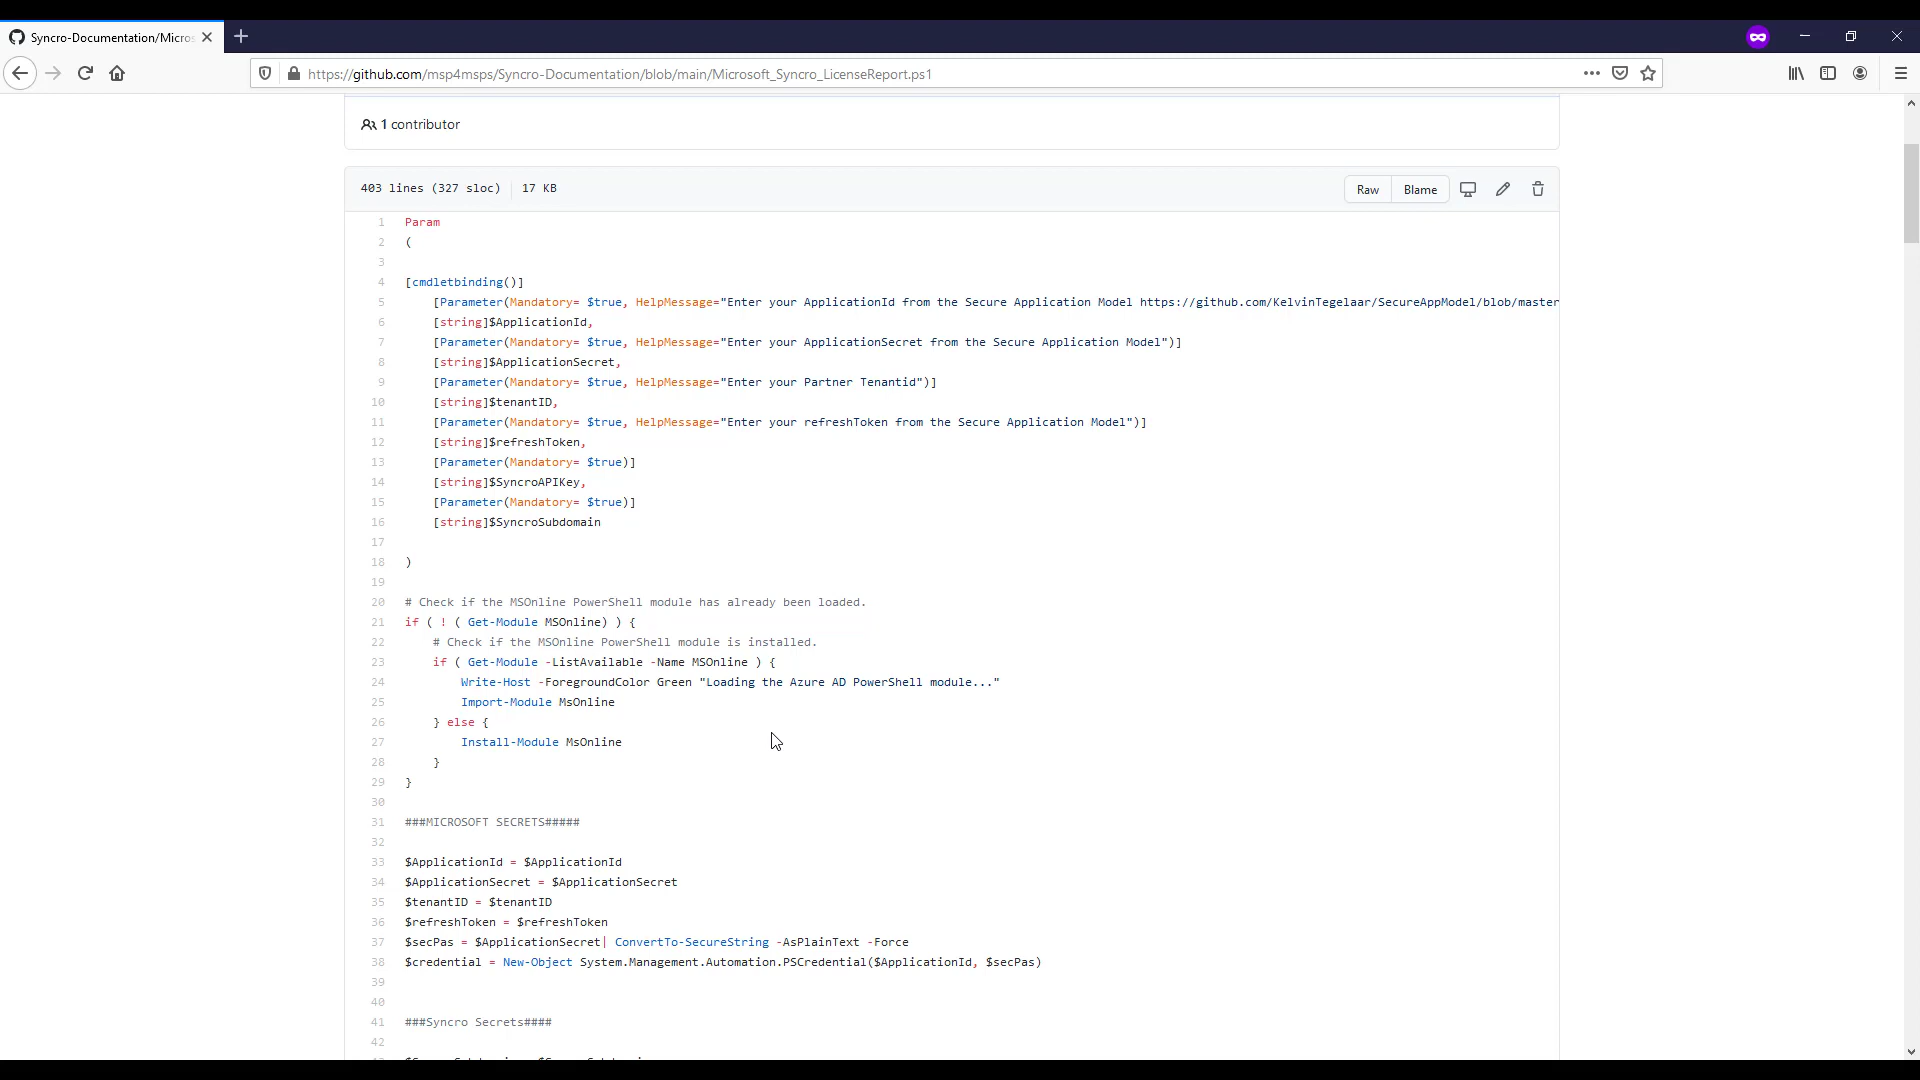 Syncro-Documentation/Micros
https://github.com/msp4msps/Syncro-Documentation/blob/main/Microsoft_Syncro_LicenseReport.ps1
1 contributor
403 lines (327 sloc) 17 KB
Raw Blame
1 Param
2 (
3
4 [cmdletbinding()]
5 [Parameter(Mandatory= $true, HelpMessage="Enter your ApplicationId from the Secure Application Model https://github.com/KelvinTegelaar/SecureAppModel/blob/master
6 [string]$ApplicationId,
7 [Parameter(Mandatory= $true, HelpMessage="Enter your ApplicationSecret from the Secure Application Model")]
8 [string]$ApplicationSecret,
9 [Parameter(Mandatory= $true, HelpMessage="Enter your Partner Tenantid")]
10 [string]$tenantID,
11 [Parameter(Mandatory= $true, HelpMessage="Enter your refreshToken from the Secure Application Model")]
12 [string]$refreshToken,
13 [Parameter(Mandatory= $true)]
14 [string]$SyncroAPIKey,
15 [Parameter(Mandatory= $true)]
16 [string]$SyncroSubdomain
17
18 )
19
20 # Check if the MSOnline PowerShell module has already been loaded.
21 if ( ! ( Get-Module MSOnline) ) {
22 # Check if the MSOnline PowerShell module is installed.
23 if ( Get-Module -ListAvailable -Name MSOnline ) {
24 Write-Host -ForegroundColor Green "Loading the Azure AD PowerShell module..."
25 Import-Module MsOnline
26 } else {
27 Install-Module MsOnline
28 }
29 }
30
31 ###MICROSOFT SECRETS#####
32
33 $ApplicationId = $ApplicationId
34 $ApplicationSecret = $ApplicationSecret
35 $tenantID = $tenantID
36 $refreshToken = $refreshToken
37 $secPas = $ApplicationSecret| ConvertTo-SecureString -AsPlainText -Force
38 $credential = New-Object System.Management.Automation.PSCredential($ApplicationId, $secPas)
39
40
41 ###Syncro Secrets####
42